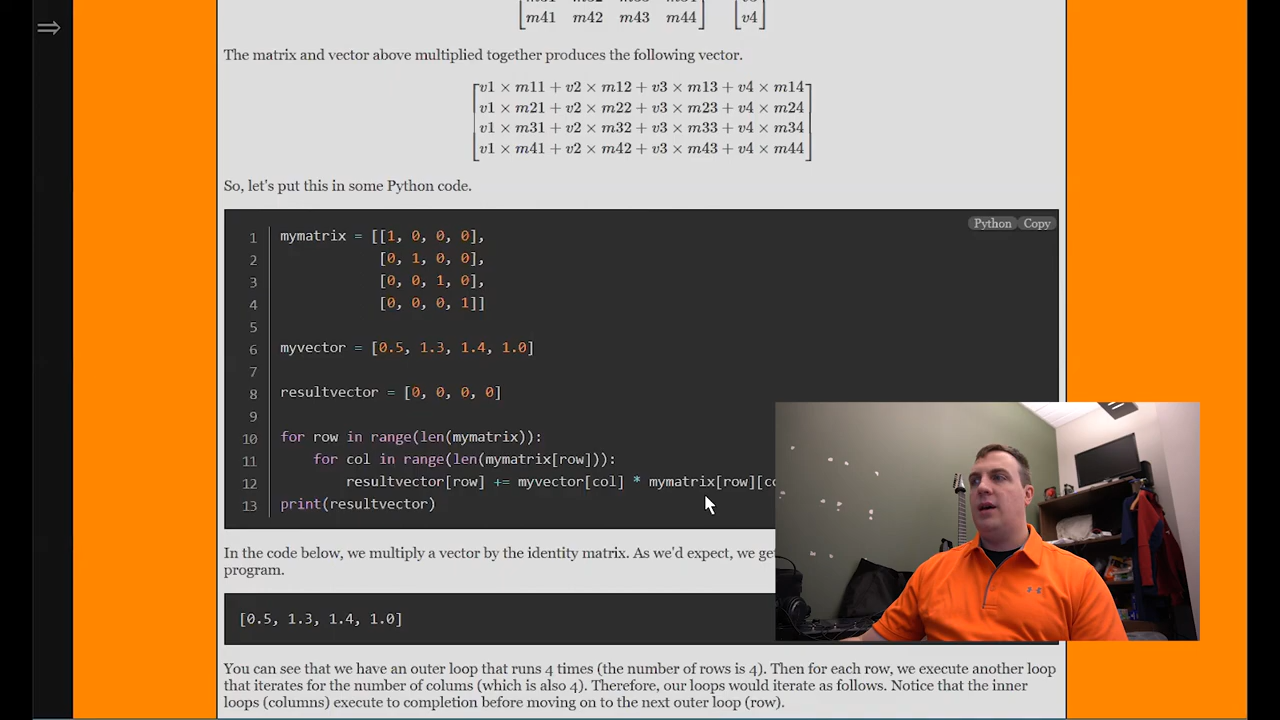 m41 m42 m43 m44 v4
The matrix and vector above multiplied together produces the following vector.
v1 × m11 + v2 × m12 + v3 × m13 + v4 × m14
v1 × m21 + v2 × m22 + v3 × m23 + v4 × m24
v1 × m31 + v2 × m32 + v3 × m33 + v4 × m34
v1 × m41 + v2 × m42 + v3 × m43 + v4 × m44
So, let's put this in some Python code.
Python Copy
1 mymatrix = [[1, 0, 0, 0],
2 [0, 1, 0, 0],
3 [0, 0, 1, 0],
4 [0, 0, 0, 1]]
5
6 myvector = [0.5, 1.3, 1.4, 1.0]
7
8 resultvector = [0, 0, 0, 0]
9
10 for row in range(len(mymatrix)):
11 for col in range(len(mymatrix[row])):
12 resultvector[row] += myvector[col] * mymatrix[row][co
13 print(resultvector)
In the code below, we multiply a vector by the identity matrix. As we'd expect, we get
program.
[0.5, 1.3, 1.4, 1.0]
You can see that we have an outer loop that runs 4 times (the number of rows is 4). Then for each row, we execute another loop
that iterates for the number of colums (which is also 4). Therefore, our loops would iterate as follows. Notice that the inner
loops (columns) execute to completion before moving on to the next outer loop (row).